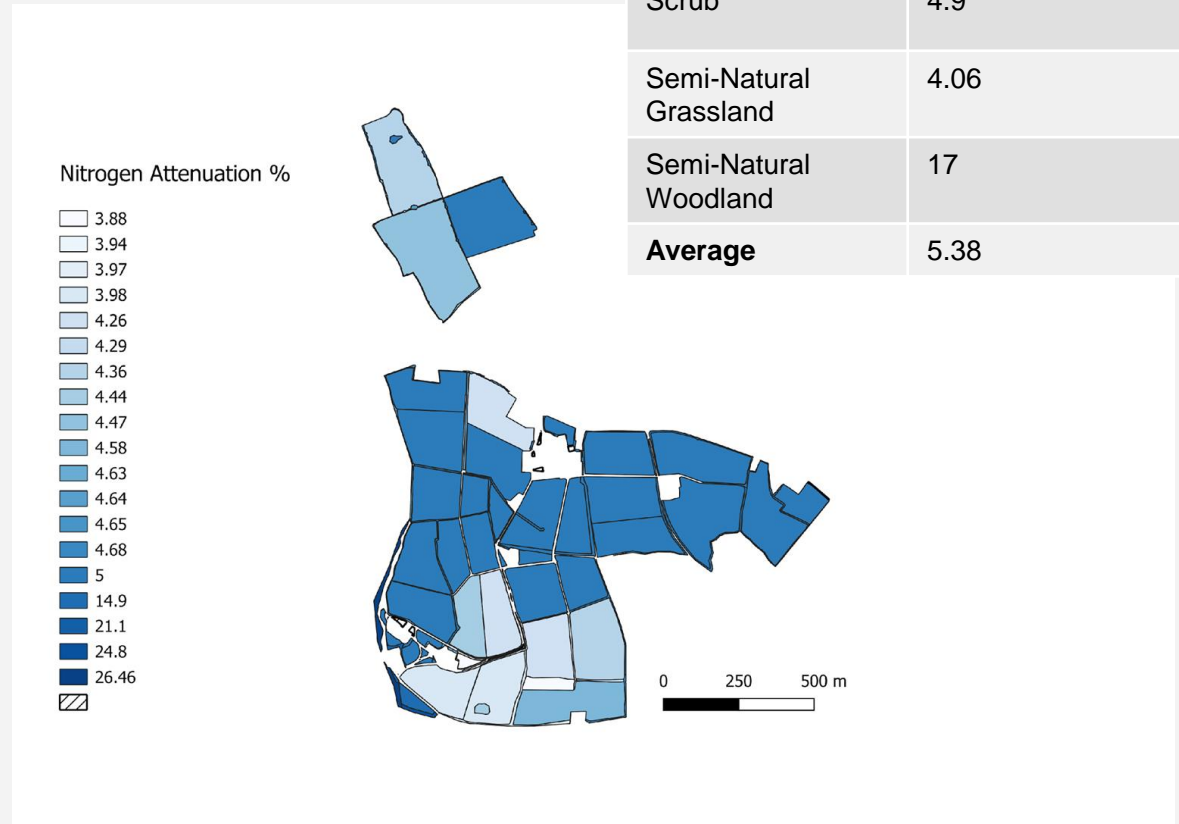 Scrub 4.9
Semi-Natural 4.06
Grassland
Semi-Natural 17
Woodland
Average 5.38
Nitrogen Attenuation %
3.88
3.94
3.97
3.98
4.26
4.29
4.36
4.44
4.47
4.58
4.63
4.64
4.65
4.68
5
14.9
21.1
24.8
26.46
0 250 500 m